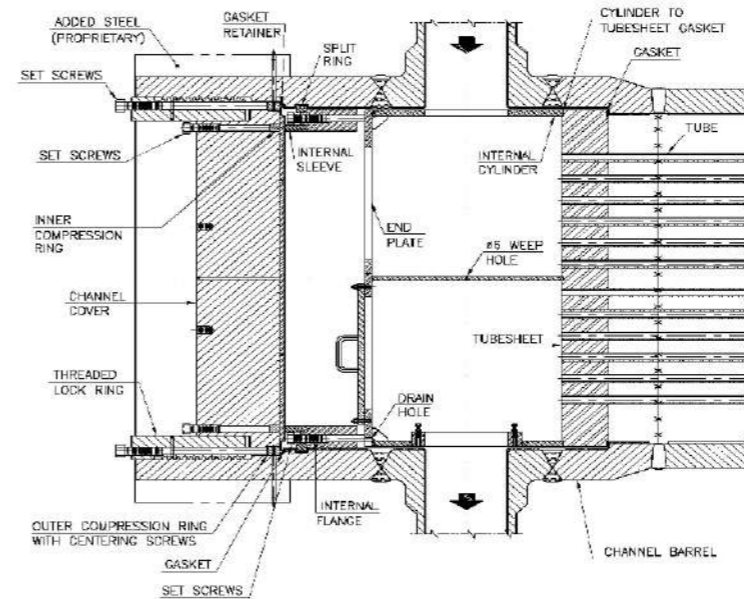 GASKET
RETAINER
ADDED STEEL
(PROPRIETARY)
CYLINDER TO
TUBESHEET GASKET
SPLIT
RING
GASKET
SET SCREWS
TUBE
SET SCREWS
INTERNAL
SLEEVE
INTERNAL
CYLINDER
INNER
COMPRESSION
RING
END
PLATE
ø6 WEEP
HOLE
CHANNEL
COVER
TUBESHEET
THREADED
LOCK RING
DRAIN
HOLE
INTERNAL
FLANGE
OUTER COMPRESSION RING
WITH CENTERING SCREWS
CHANNEL BARREL
GASKET
SET SCREWS